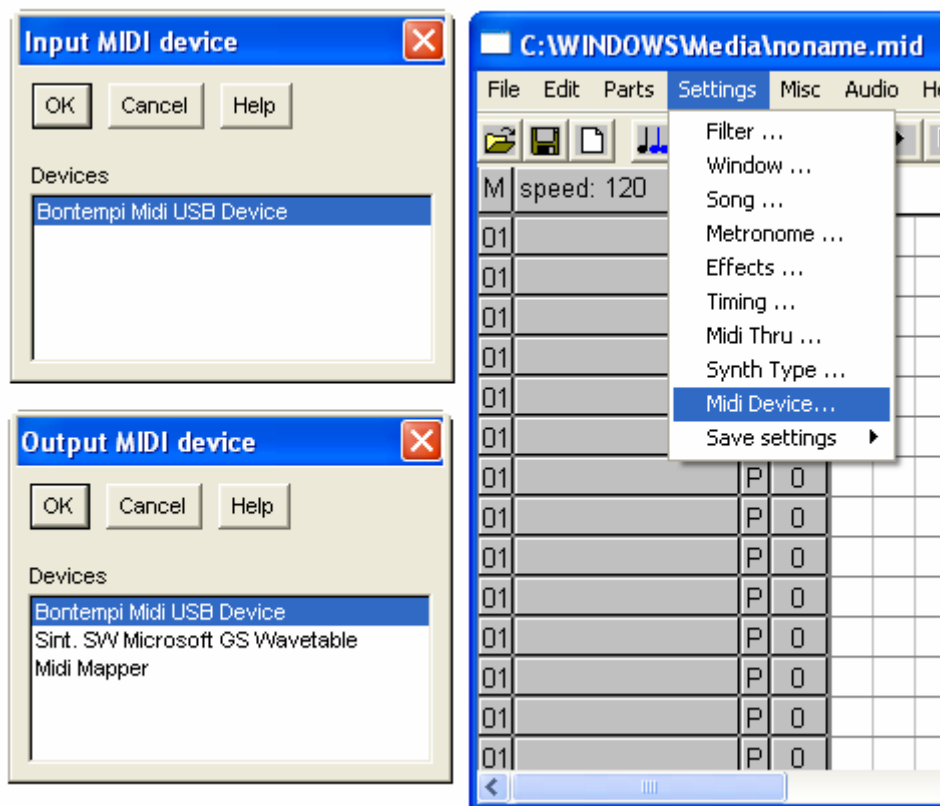 Input MIDI device
OK Cancel Help
Devices
Bontempi Midi USB Device
Output MIDI device
OK Cancel Help
Devices
Bontempi Midi USB Device
Sint. SW Microsoft GS Wavetable
Midi Mapper
C:\WINDOWS\Media\noname.mid
File Edit Parts Settings Misc Audio
Filter ...
Window ...
Song ...
Metronome ...
Effects ...
Timing ...
Midi Thru ...
Synth Type ...
Midi Device...
Save settings
M speed: 120
01
01
01
01
01
01
01 P 0
01 P 0
01 P 0
01 P 0
01 P 0
01 P 0
01 P 0
01 P 0